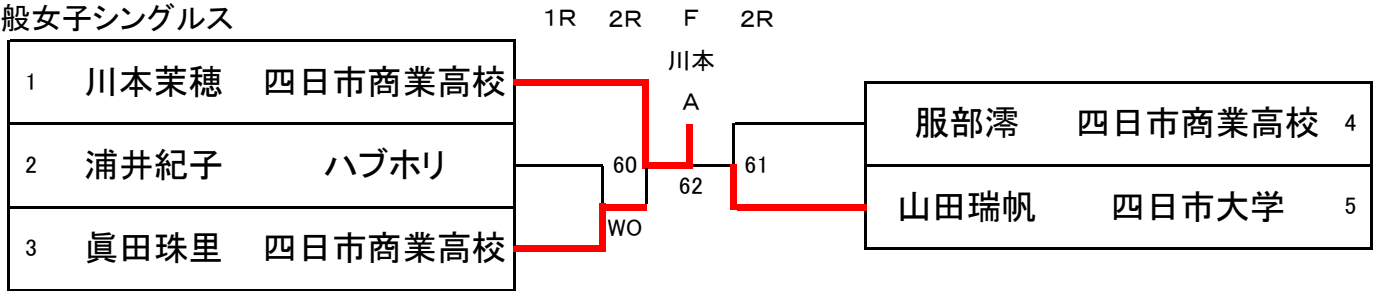 般女子シングルス 1R 2R F 2R
川本
A
1 川本茉穂 四日市商業高校
2 浦井紀子 ハブホリ
3 眞田珠里 四日市商業高校
60
WO
62
61
服部澪 四日市商業高校 4
山田瑞帆 四日市大学 5